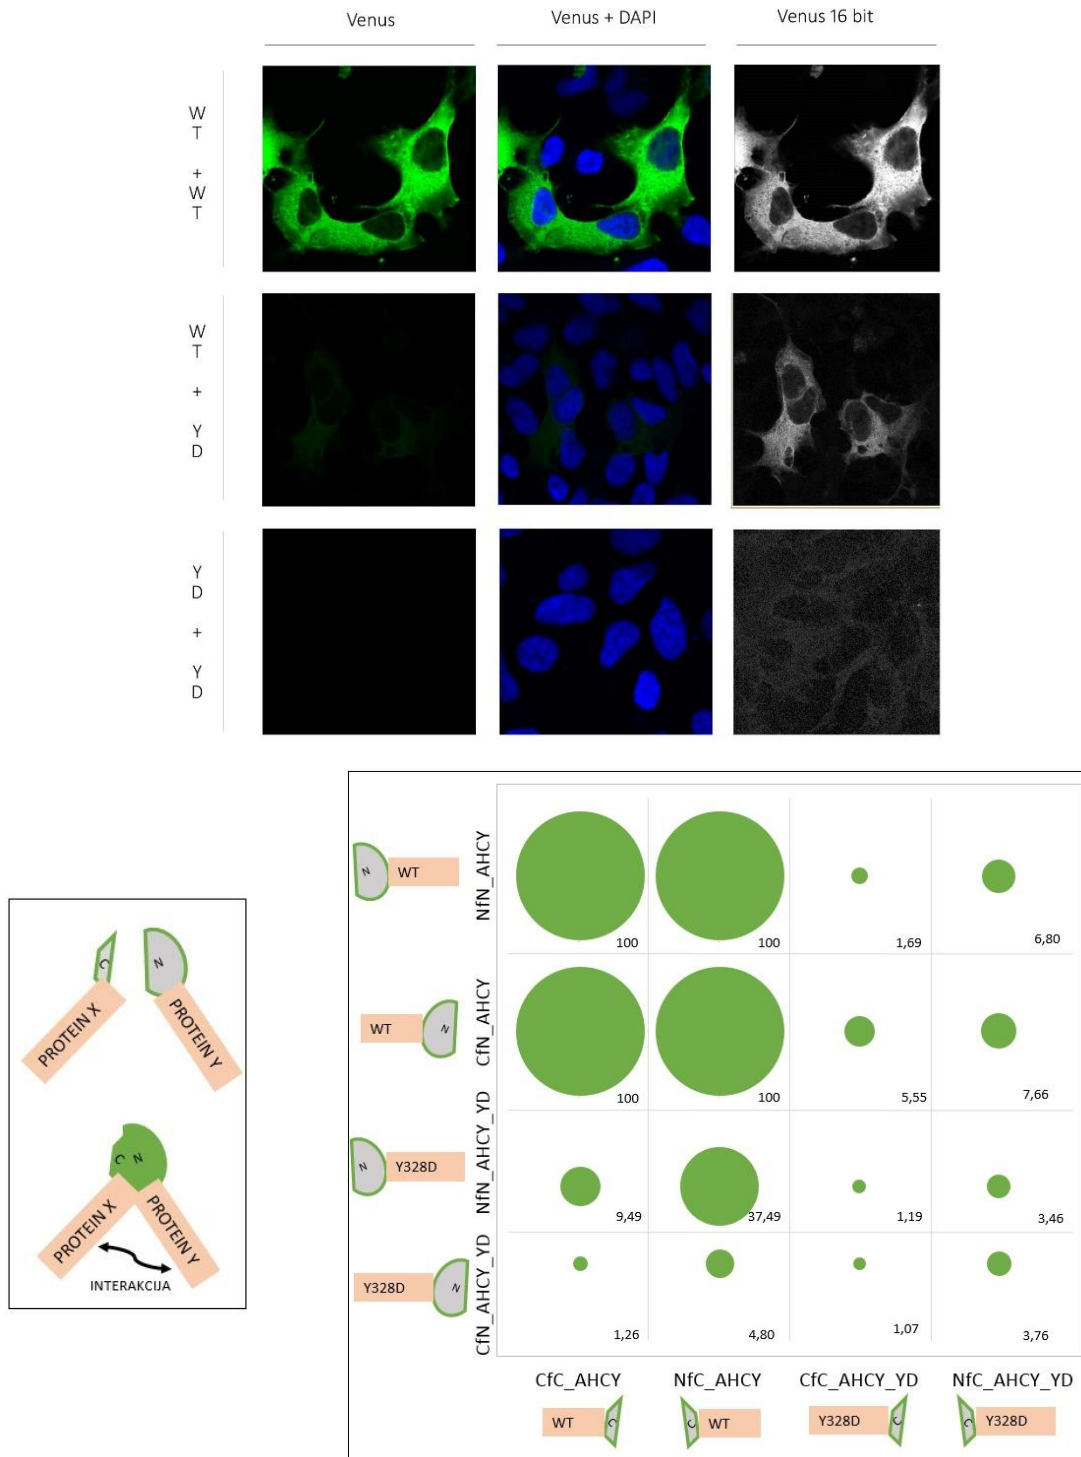 Venus
Venus + DAPI
Venus 16 bit
W
T
+
W
T
W
T
+
Y
D
Y
D
+
Y
D
C
N
PROTEIN X
PROTEIN Y
C
N
PROTEIN X
PROTEIN Y
INTERAKCIJA
N
WT
NfN_AHCY
100
100
1,69
6,80
WT
N
CfN_AHCY
100
100
5,55
7,66
N
Y328D
NfN_AHCY_YD
9,49
37,49
1,19
3,46
Y328D
N
CfN_AHCY_YD
1,26
4,80
1,07
3,76
CfC_AHCY
NfC_AHCY
CfC_AHCY_YD
NfC_AHCY_YD
WT
C
C
WT
Y328D
C
C
Y328D